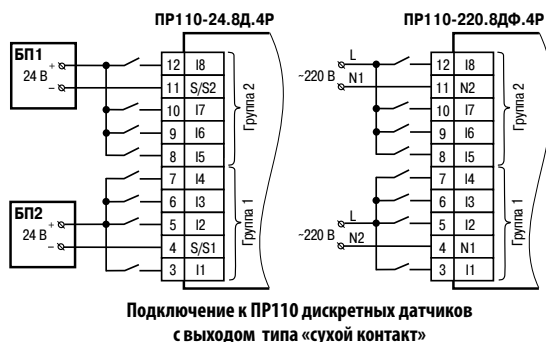 ПР110-24.8Д.4Р
БП1
24 В
+
–
12 I8
11 S/S2
10 I7
9 I6
8 I5
Группа 2
7 I4
6 I3
5 I2
4 S/S1
3 I1
Группа 1
БП2
24 В
+
–
ПР110-220.8ДФ.4Р
L
~220 В N1
12 I8
11 N2
10 I7
9 I6
8 I5
Группа 2
7 I4
6 I3
5 I2
4 N1
3 I1
Группа 1
L
~220 В
N2
Подключение к ПР110 дискретных датчиков
с выходом типа «сухой контакт»